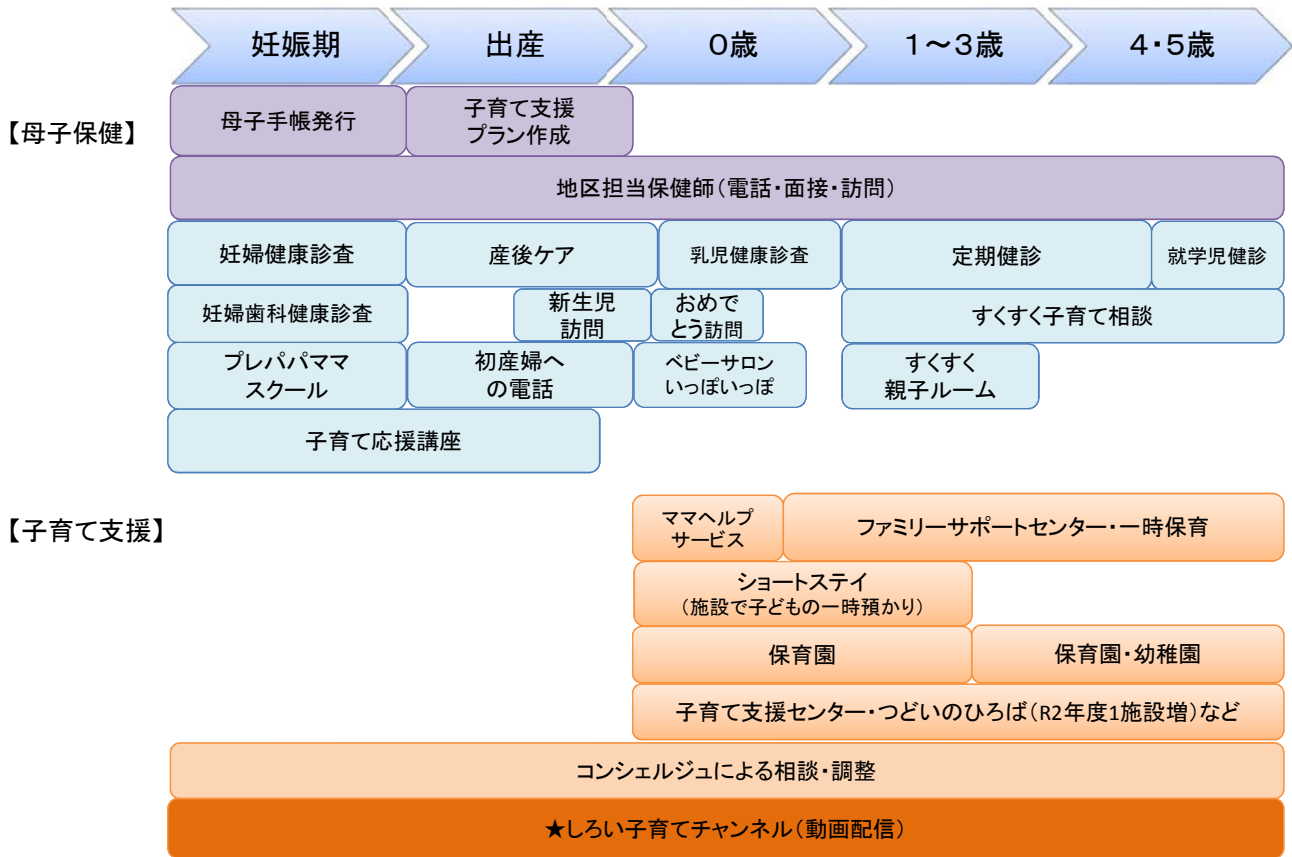 妊娠期
出産
０歳
１～３歳
４・５歳
【母子保健】
母子手帳発行
子育て支援
プラン作成
地区担当保健師（電話・面接・訪問）
妊婦健康診査
産後ケア
乳児健康診査
定期健診
就学児健診
妊婦歯科健康診査
新生児
訪問
おめで
とう訪問
すくすく子育て相談
プレパパママ
スクール
初産婦へ
の電話
ベビーサロン
いっぽいっぽ
すくすく
親子ルーム
子育て応援講座
【子育て支援】
ママヘルプ
サービス
ファミリーサポートセンター・一時保育
ショートステイ
（施設で子どもの一時預かり）
保育園
保育園・幼稚園
子育て支援センター・つどいのひろば（R2年度1施設増）など
コンシェルジュによる相談・調整
★しろい子育てチャンネル（動画配信）